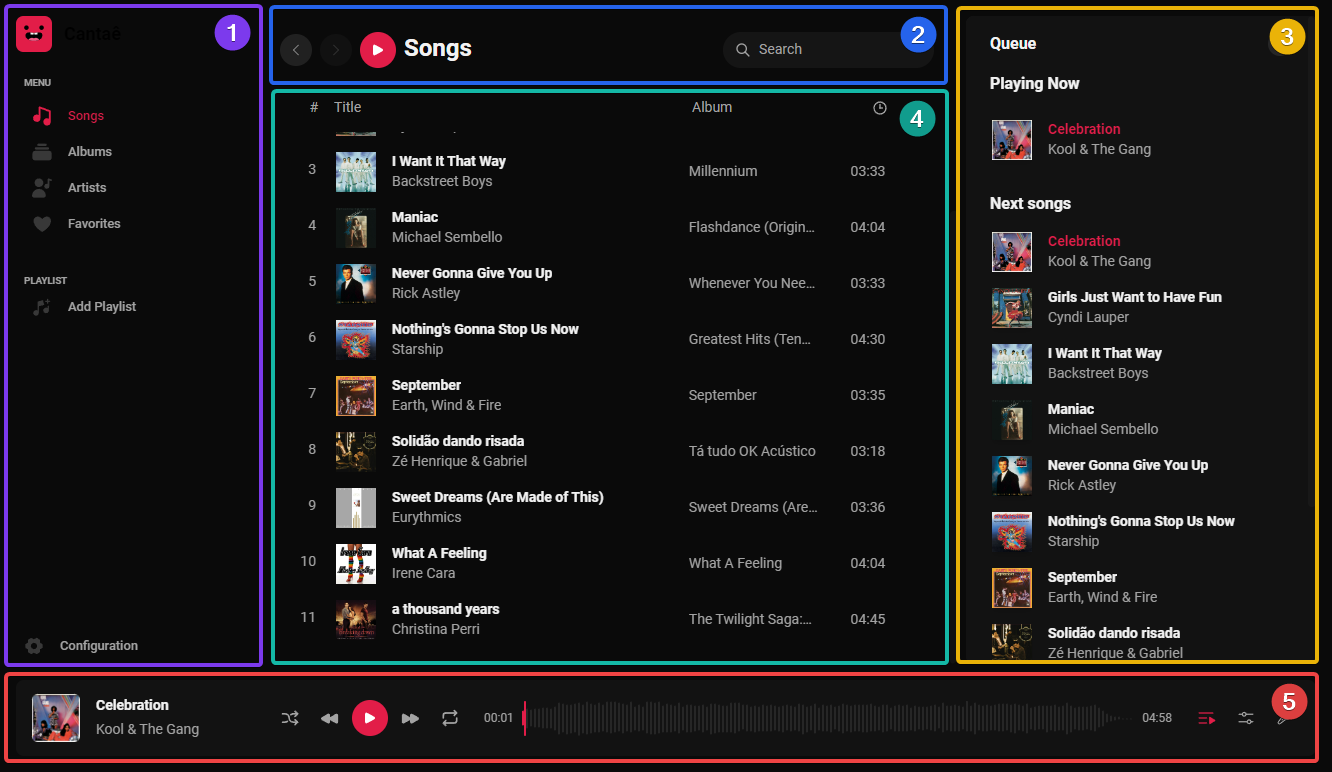 Cantaê
1
MENU
Songs
Albums
Artists
Favorites
PLAYLIST
Add Playlist
Configuration
Songs
Search
2
# Title Album
4
3 I Want It That Way Millennium 03:33
Backstreet Boys
4 Maniac Flashdance (Origin... 04:04
Michael Sembello
5 Never Gonna Give You Up Whenever You Nee... 03:33
Rick Astley
6 Nothing's Gonna Stop Us Now Greatest Hits (Ten... 04:30
Starship
7 September September 03:35
Earth, Wind & Fire
8 Solidão dando risada Tá tudo OK Acústico 03:18
Zé Henrique & Gabriel
9 Sweet Dreams (Are Made of This) Sweet Dreams (Are... 03:36
Eurythmics
10 What A Feeling What A Feeling 04:04
Irene Cara
11 a thousand years The Twilight Saga:... 04:45
Christina Perri
Queue
3
Playing Now
Celebration
Kool & The Gang
Next songs
Celebration
Kool & The Gang
Girls Just Want to Have Fun
Cyndi Lauper
I Want It That Way
Backstreet Boys
Maniac
Michael Sembello
Never Gonna Give You Up
Rick Astley
Nothing's Gonna Stop Us Now
Starship
September
Earth, Wind & Fire
Solidão dando risada
Zé Henrique & Gabriel
Celebration
Kool & The Gang
00:01
04:58
5